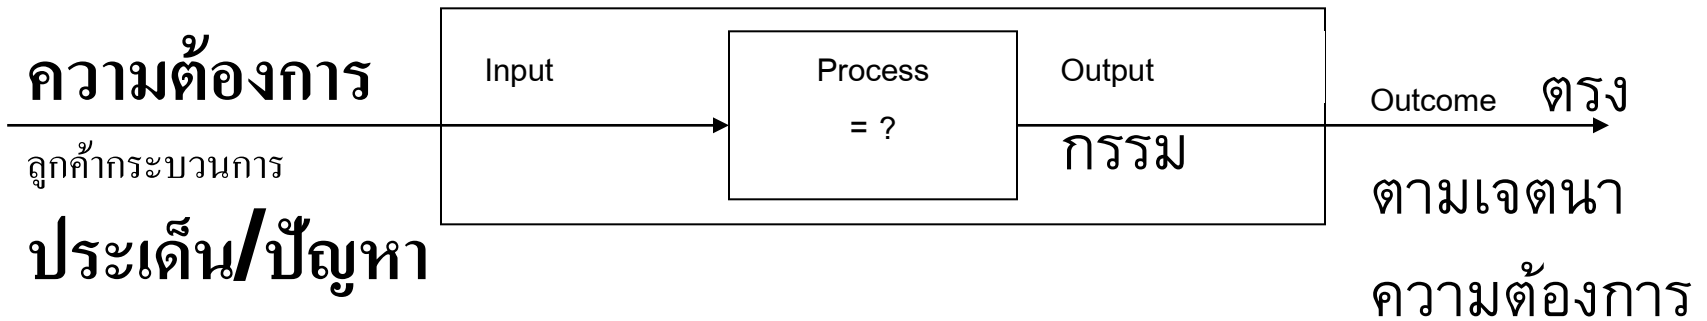 ความต้องการ
ลูกค้ากระบวนการ
ประเด็น/ปัญหา
Input
Process
= ?
Output
กรรม
Outcome ตรง
ตามเจตนา
ความต้องการ